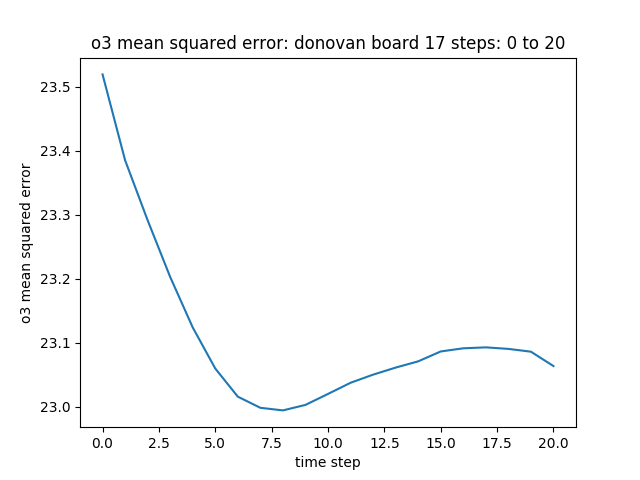 o3 mean squared error: donovan board 17 steps: 0 to 20
o3 mean squared error
23.5
23.4
23.3
23.2
23.1
23.0
0.0 2.5 5.0 7.5 10.0 12.5 15.0 17.5 20.0
time step